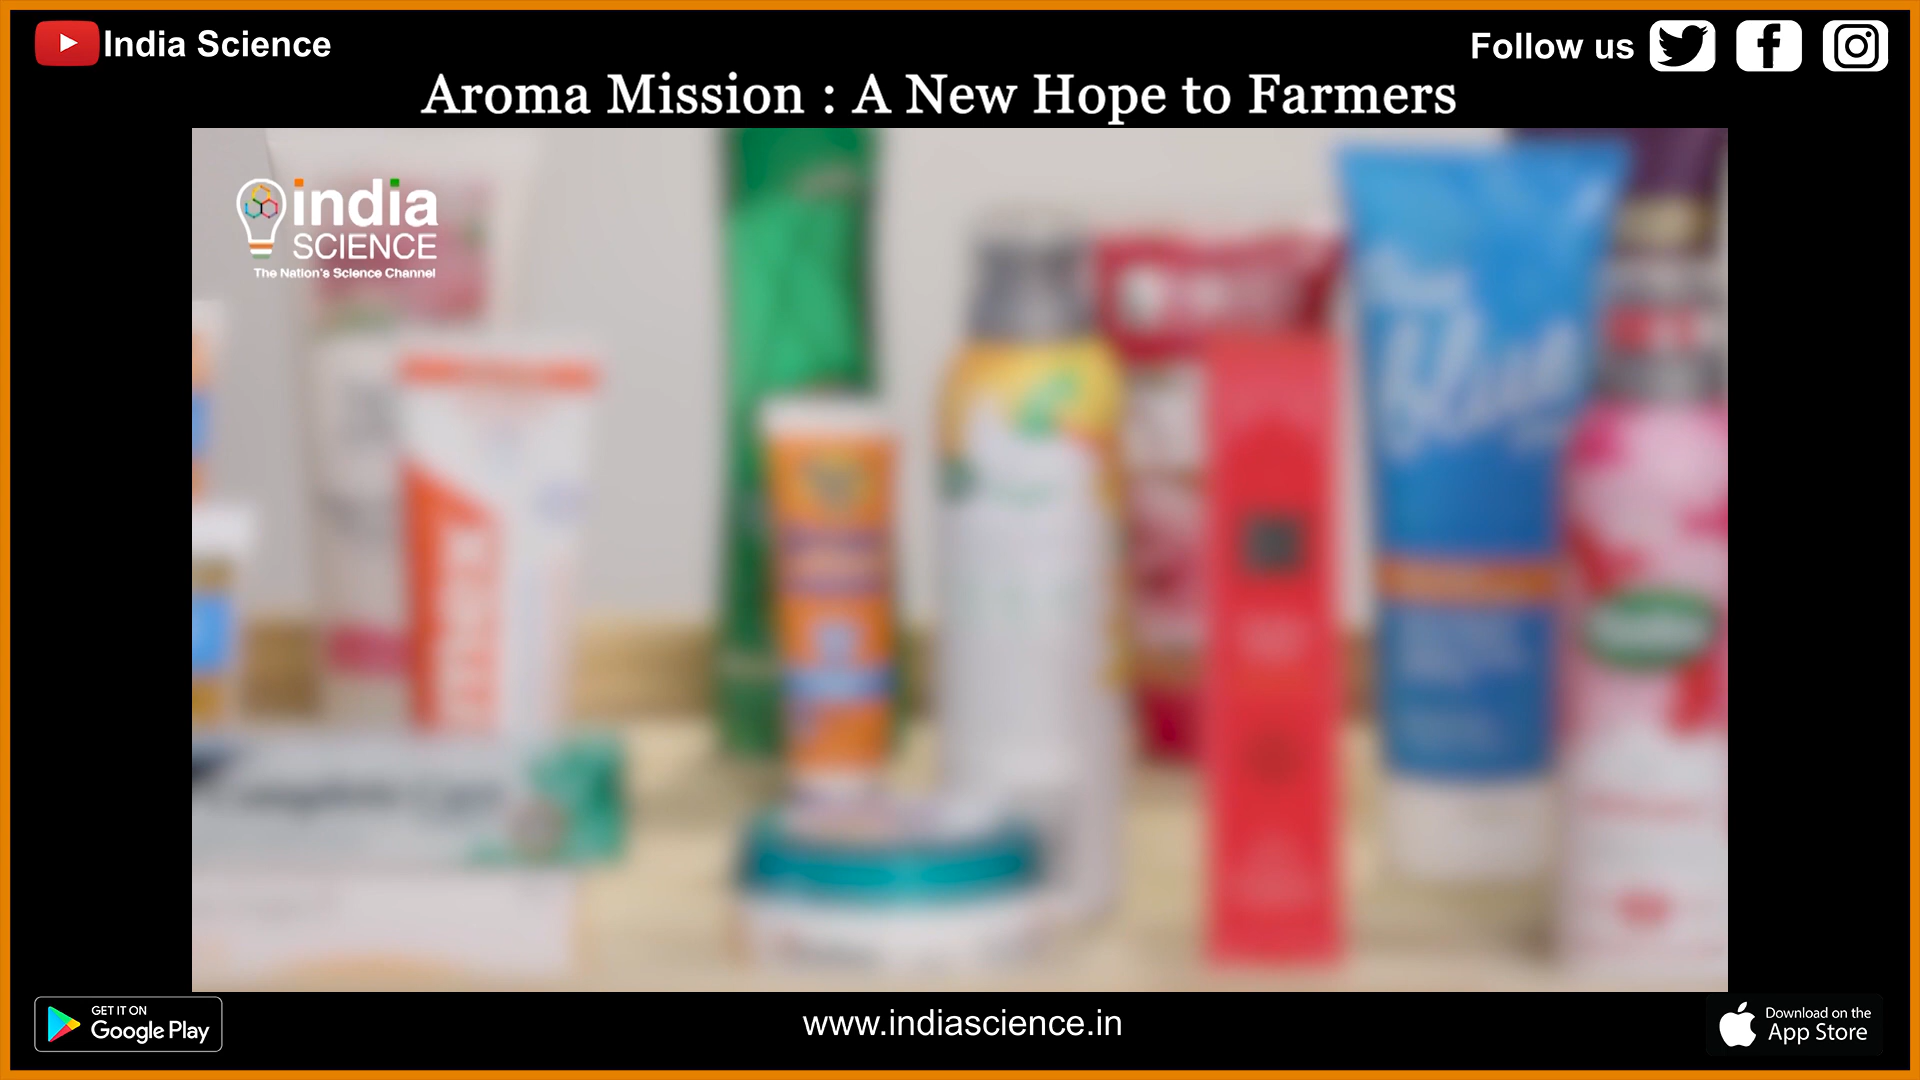 India Science
Follow us
Aroma Mission : A New Hope to Farmers
india
SCIENCE
The Nation's Science Channel
GET IT ON
Google Play
www.indiascience.in
Download on the
App Store